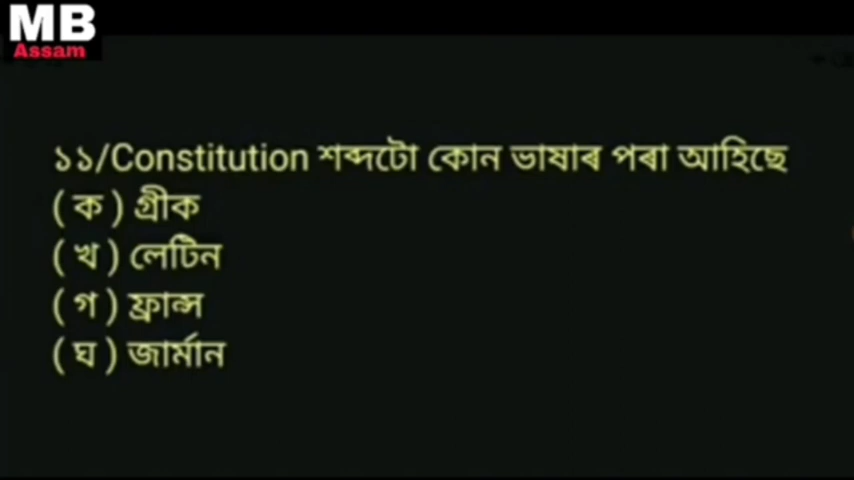 MB
Assam
১১/Constitution শব্দটো কোন ভাষাৰ পৰা আহিছে
( ক ) গ্ৰীক
( খ ) লেটিন
( গ ) ফ্ৰান্স
( ঘ ) জাৰ্মান